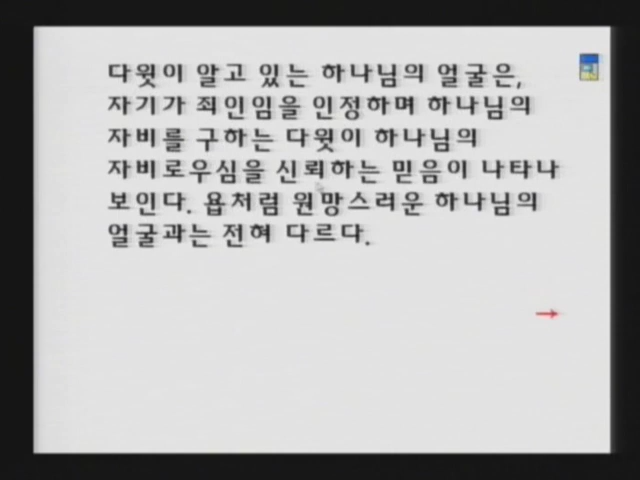 다윗이 알고 있는 하나님의 얼굴은,
자기가 죄인임을 인정하며 하나님의
자비를 구하는 다윗이 하나님의
자비로우심을 신뢰하는 믿음이 나타나
보인다. 욥처럼 원망스러운 하나님의
얼굴과는 전혀 다르다.